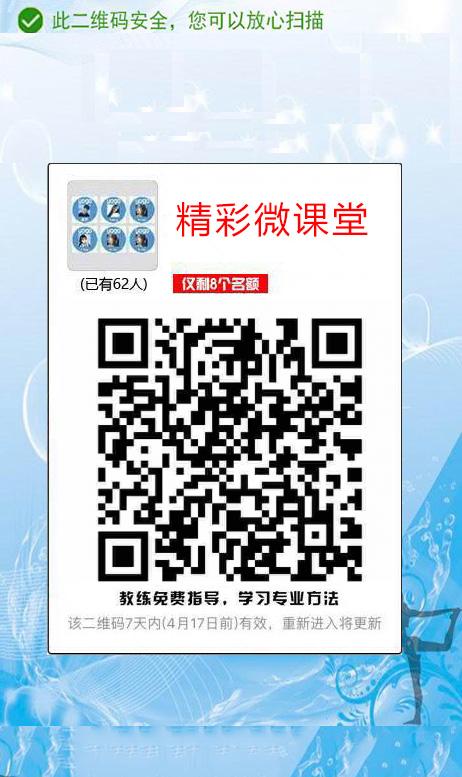 此二维码安全，您可以放心扫描
精彩微课堂
(已有62人)
仅剩8个名额
教练免费指导，学习专业方法
该二维码7天内(4月17日前)有效，重新进入将更新